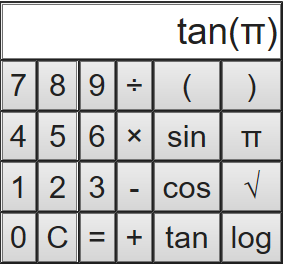 tan(π)
7 8 9 ÷ ( )
4 5 6 × sin π
1 2 3 - cos √
0 C = + tan log